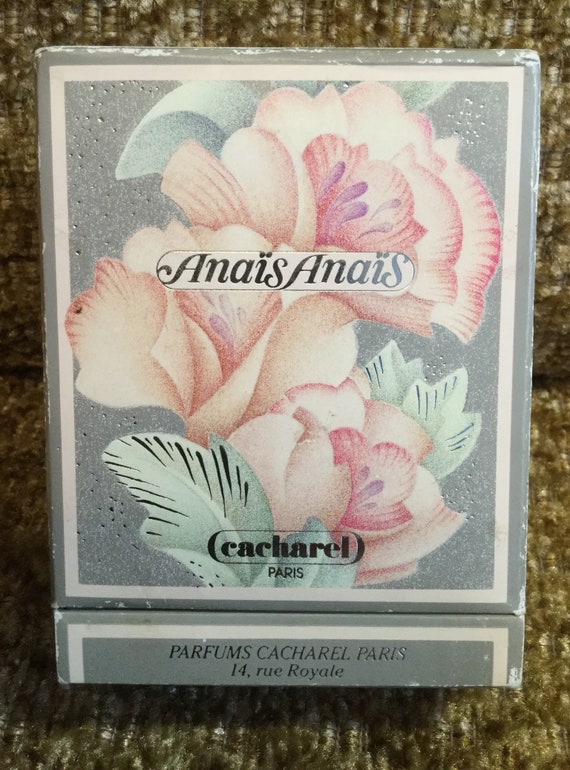 Anaïs Anaïs
cacharel
PARIS
PARFUMS CACHAREL PARIS
14, rue Royale